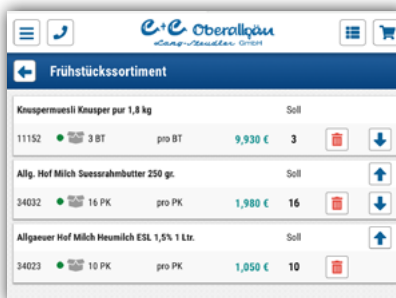 C+C Oberallgäu
Lang-Stendler GmbH
Frühstückssortiment
Knuspermuesli Knusper pur 1,8 kg Soll
11152 3 BT pro BT 9,930 € 3
Allg. Hof Milch Suessrahmbutter 250 gr. Soll
34032 16 PK pro PK 1,980 € 16
Allgaeuer Hof Milch Heumilch ESL 1,5% 1 Ltr. Soll
34023 10 PK pro PK 1,050 € 10